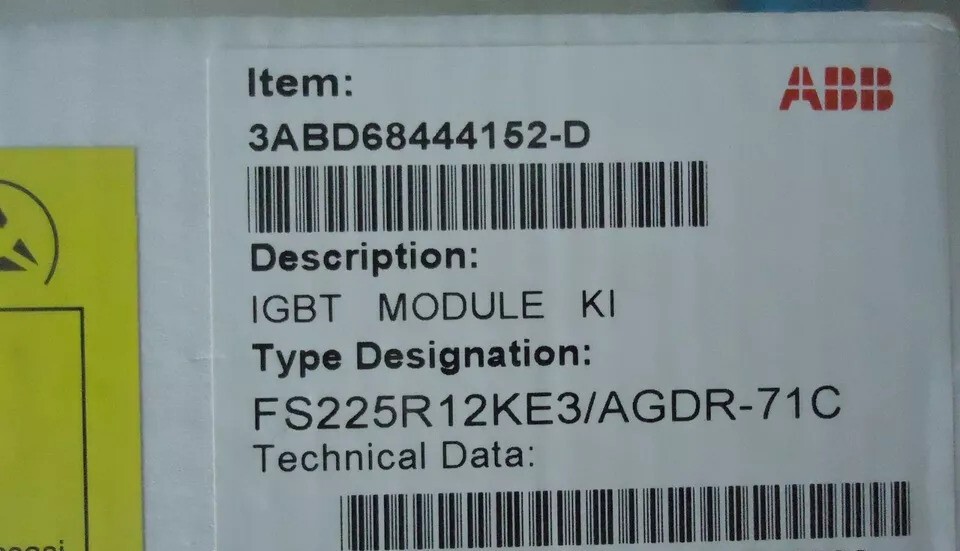 Item:
ABB
3ABD68444152-D
Description:
IGBT MODULE KI
Type Designation:
FS225R12KE3/AGDR-71C
Technical Data: